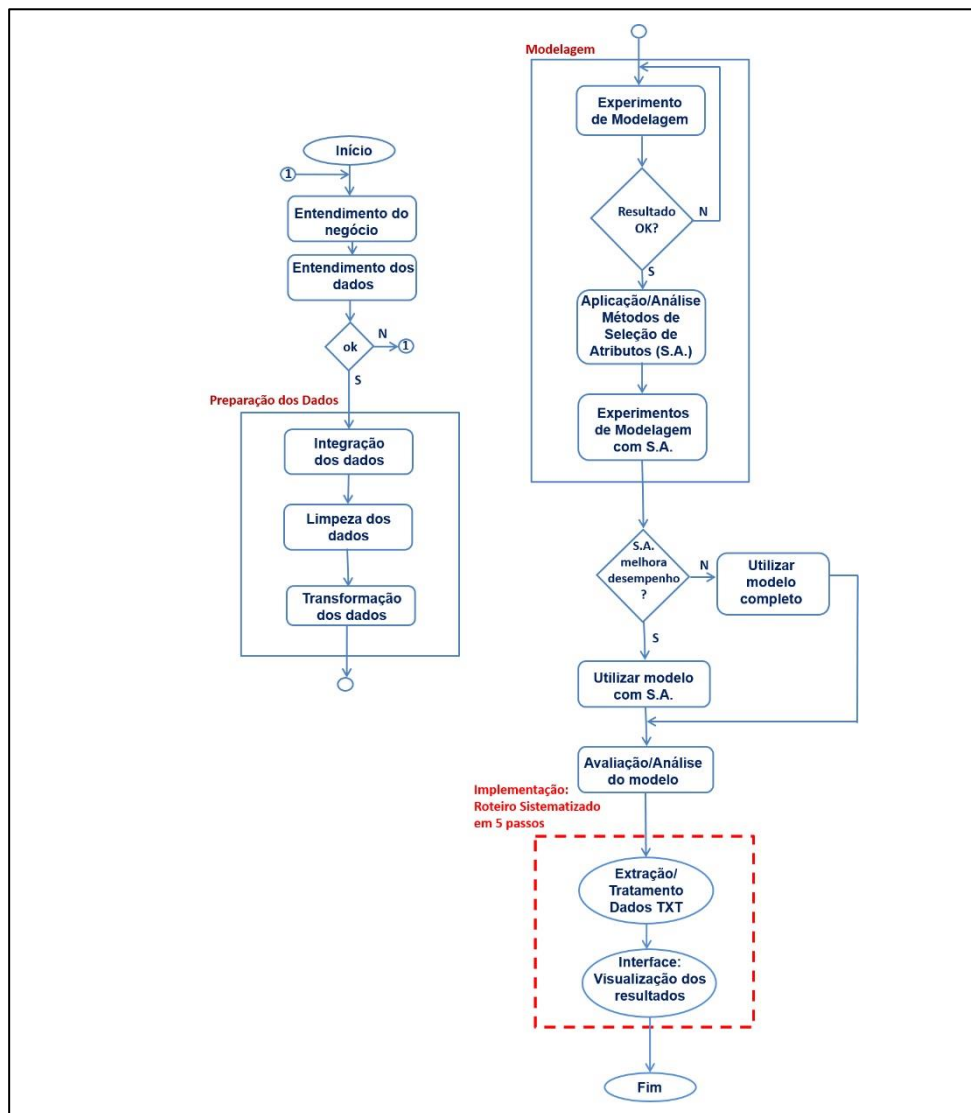 Início
1
Entendimento do
negócio
Entendimento dos
dados
ok
N
1
S
Preparação dos Dados
Integração
dos dados
Limpeza dos
dados
Transformação
dos dados
Modelagem
Experimento
de Modelagem
Resultado
OK?
N
S
Aplicação/Análise
Métodos de
Seleção de
Atributos (S.A.)
Experimentos
de Modelagem
com S.A.
S.A.
melhora
desempenho
?
N
Utilizar
modelo
completo
S
Utilizar modelo
com S.A.
Avaliação/Análise
do modelo
Implementação:
Roteiro Sistematizado
em 5 passos
Extração/
Tratamento
Dados TXT
Interface:
Visualização dos
resultados
Fim